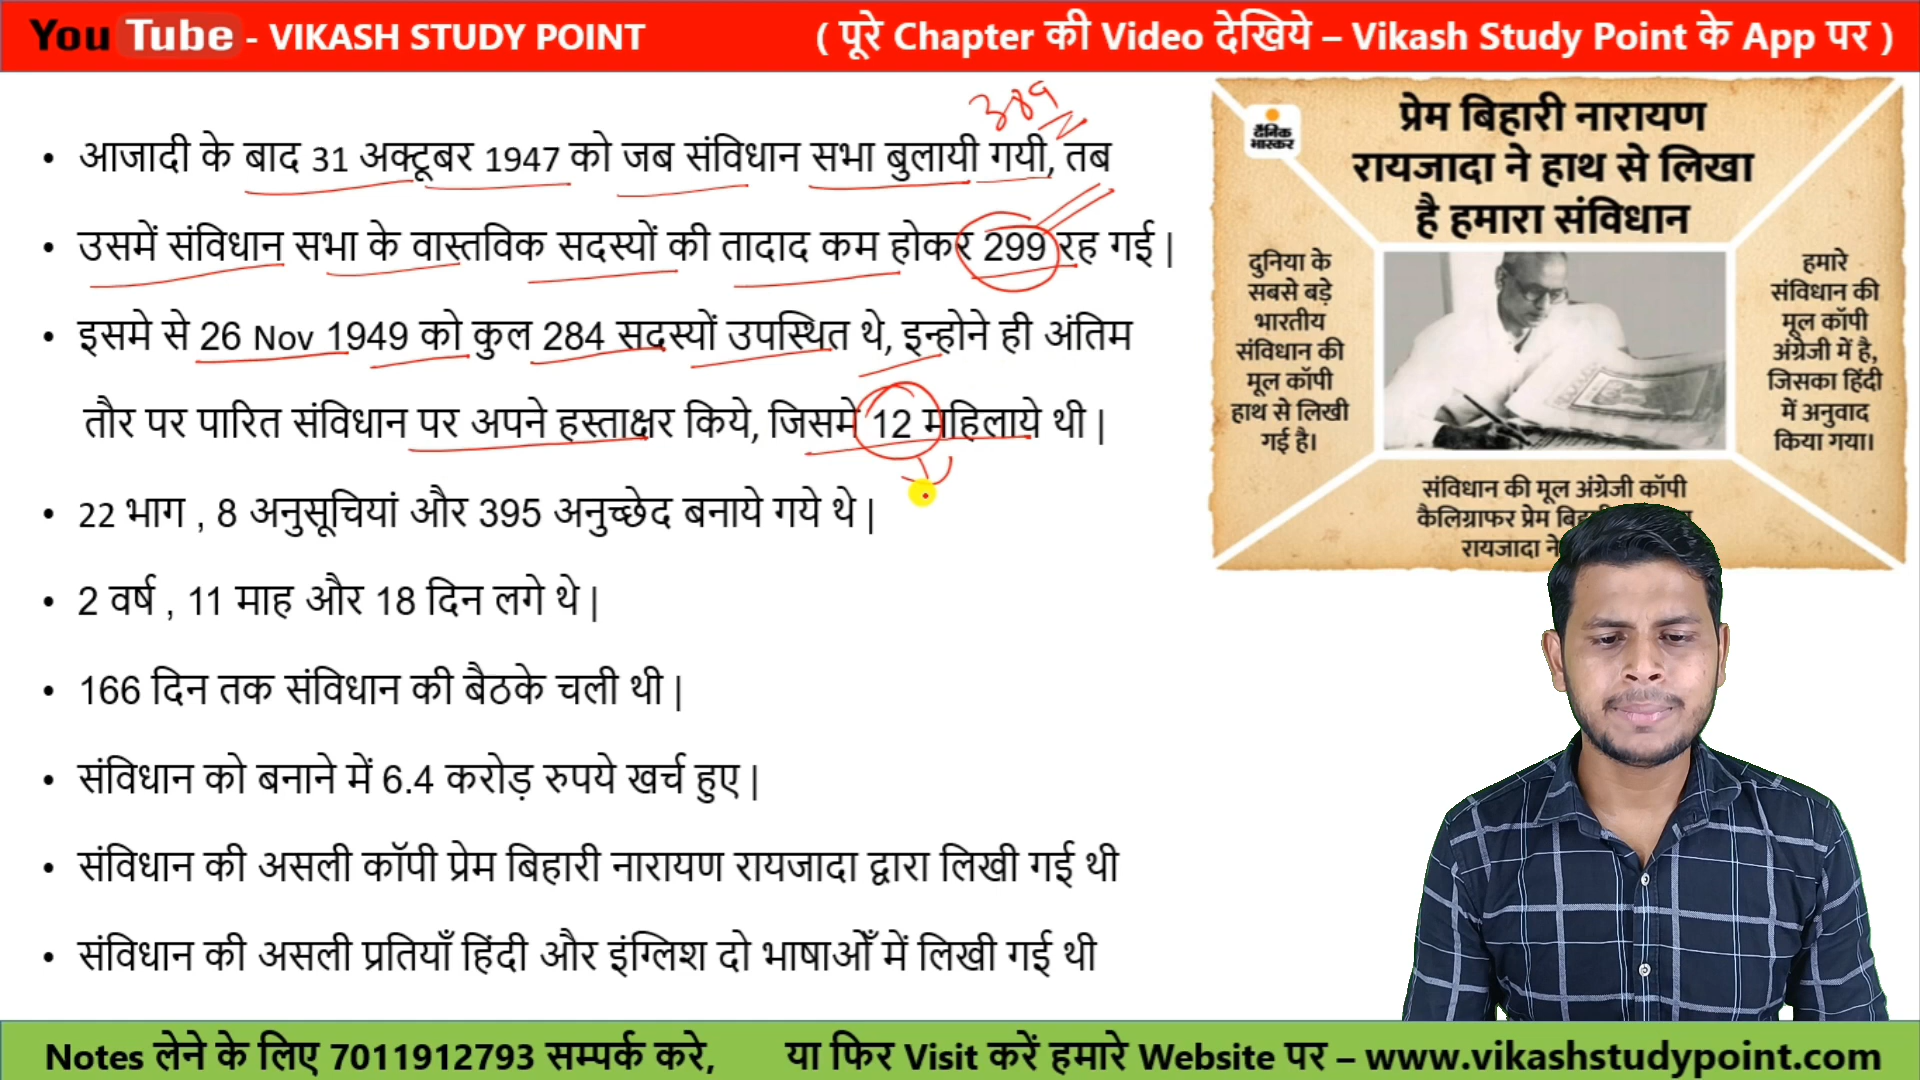 You Tube - VIKASH STUDY POINT
( पूरे Chapter की Video देखिये – Vikash Study Point के App पर )
389
• आजादी के बाद 31 अक्टूबर 1947 को जब संविधान सभा बुलायी गयी, तब
• उसमें संविधान सभा के वास्तविक सदस्यों की तादाद कम होकर 299 रह गई |
• इसमे से 26 Nov 1949 को कुल 284 सदस्यों उपस्थित थे, इन्होने ही अंतिम
तौर पर पारित संविधान पर अपने हस्ताक्षर किये, जिसमे 12 महिलाये थी |
• 22 भाग , 8 अनुसूचियां और 395 अनुच्छेद बनाये गये थे |
• 2 वर्ष , 11 माह और 18 दिन लगे थे |
• 166 दिन तक संविधान की बैठके चली थी |
• संविधान को बनाने में 6.4 करोड़ रुपये खर्च हुए |
• संविधान की असली कॉपी प्रेम बिहारी नारायण रायजादा द्वारा लिखी गई थी
• संविधान की असली प्रतियाँ हिंदी और इंग्लिश दो भाषाओँ में लिखी गई थी
दैनिक
भास्कर
प्रेम बिहारी नारायण
रायजादा ने हाथ से लिखा
है हमारा संविधान
दुनिया के
सबसे बड़े
भारतीय
संविधान की
मूल कॉपी
हाथ से लिखी
गई है।
हमारे
संविधान की
मूल कॉपी
अंग्रेजी में है,
जिसका हिंदी
में अनुवाद
किया गया।
संविधान की मूल अंग्रेजी कॉपी
कैलिग्राफर प्रेम
रायजादा ने
Notes लेने के लिए 7011912793 सम्पर्क करे, या फिर Visit करें हमारे Website पर – www.vikashstudypoint.com